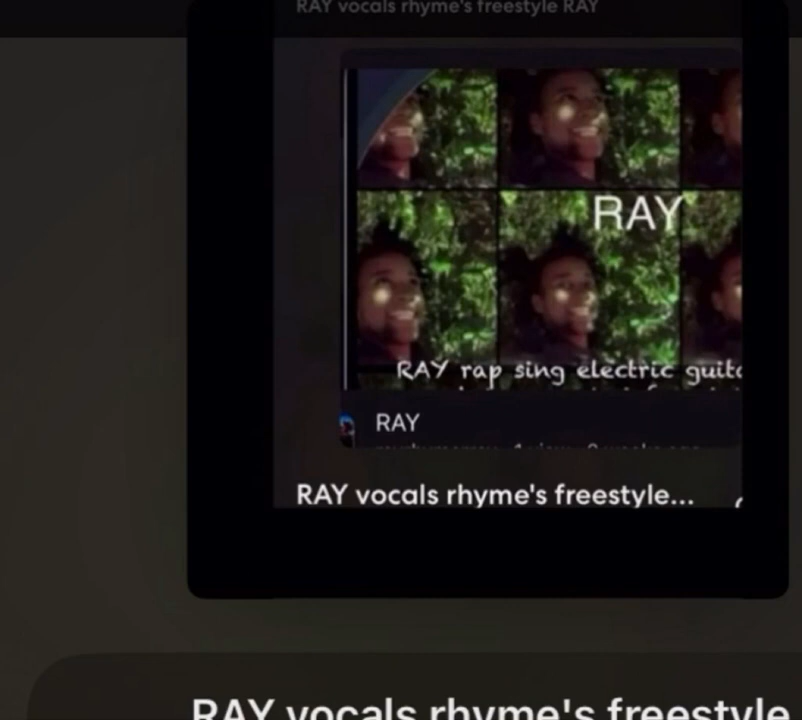 RAY vocals rhyme's freestyle RAY
RAY
RAY rap sing electric guita
RAY
RAY vocals rhyme's freestyle...
RAY vocals rhyme's freestyle